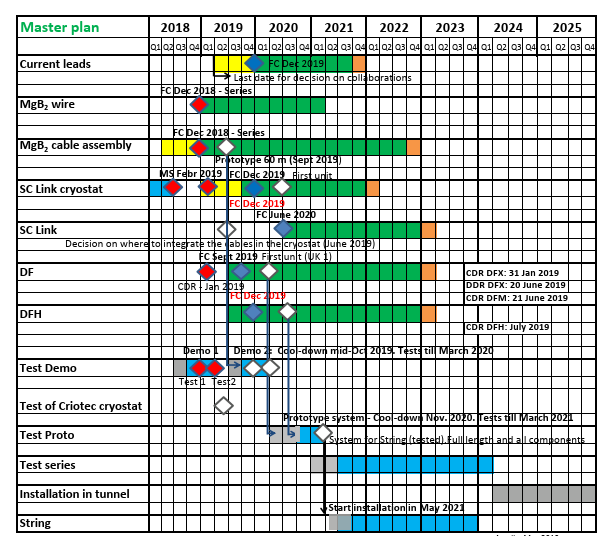 Master plan 2018 2019 2020 2021 2022 2023 2024 2025
Q1 Q2 Q3 Q4 Q1 Q2 Q3 Q4 Q1 Q2 Q3 Q4 Q1 Q2 Q3 Q4 Q1 Q2 Q3 Q4 Q1 Q2 Q3 Q4 Q1 Q2 Q3 Q4 Q1 Q2 Q3 Q4
Current leads FC Dec 2019
Last date for decision on collaborations
FC Dec 2018 - Series
MgB2 wire
FC Dec 2018 - Series
MgB2 cable assembly
Prototype 60 m (Sept 2019)
MS Febr 2019 FC Dec 2019 First unit
SC Link cryostat
FC Dec 2019
FC June 2020
SC Link
Decision on where to integrate the cables in the cryostat (June 2019)
FC Sept 2019 First unit (UK 1)
DF CDR DFX: 31 Jan 2019
CDR - Jan 2019 DDR DFX: 20 June 2019
FC Dec 2019 CDR DFM: 21 June 2019
DFH
CDR DFH: July 2019
Demo 1 Demo 2: Cool-down mid-Oct 2019. Tests till March 2020
Test Demo
Test 1 Test2
Test of Criotec cryostat
Prototype system - Cool-down Nov. 2020. Tests till March 2021
Test Proto System for String (tested).Full length and all components
Test series
Installation in tunnel
Start installation in May 2021
String